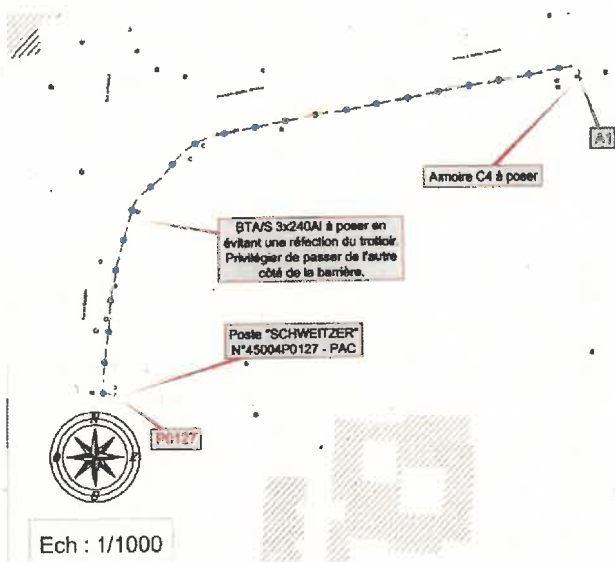 A1
Armoire C4 à poser
BTA/S 3x240Al à poser en
évitant une réfection du trottoir.
Privilégier de passer de l'autre
côté de la barrière.
Poste "SCHWEITZER"
N°45004P0127 - PAC
P0127
N
Ech : 1/1000